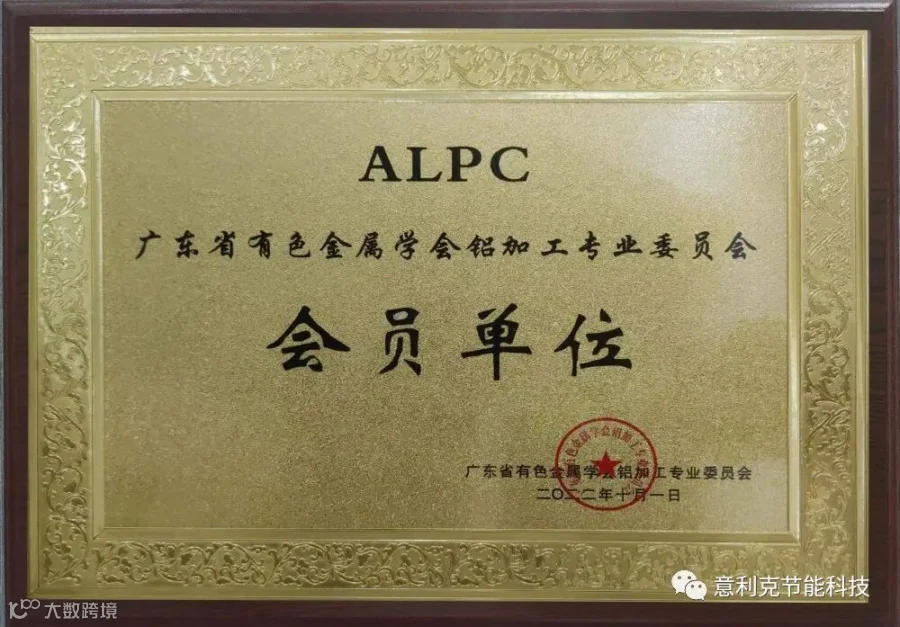 ALPC
广东省有色金属学会铝加工专业委员会
会员单位
广东省有色金属学会铝加工专业委员会
二〇二二年十月一日
意利克节能科技
大数跨境